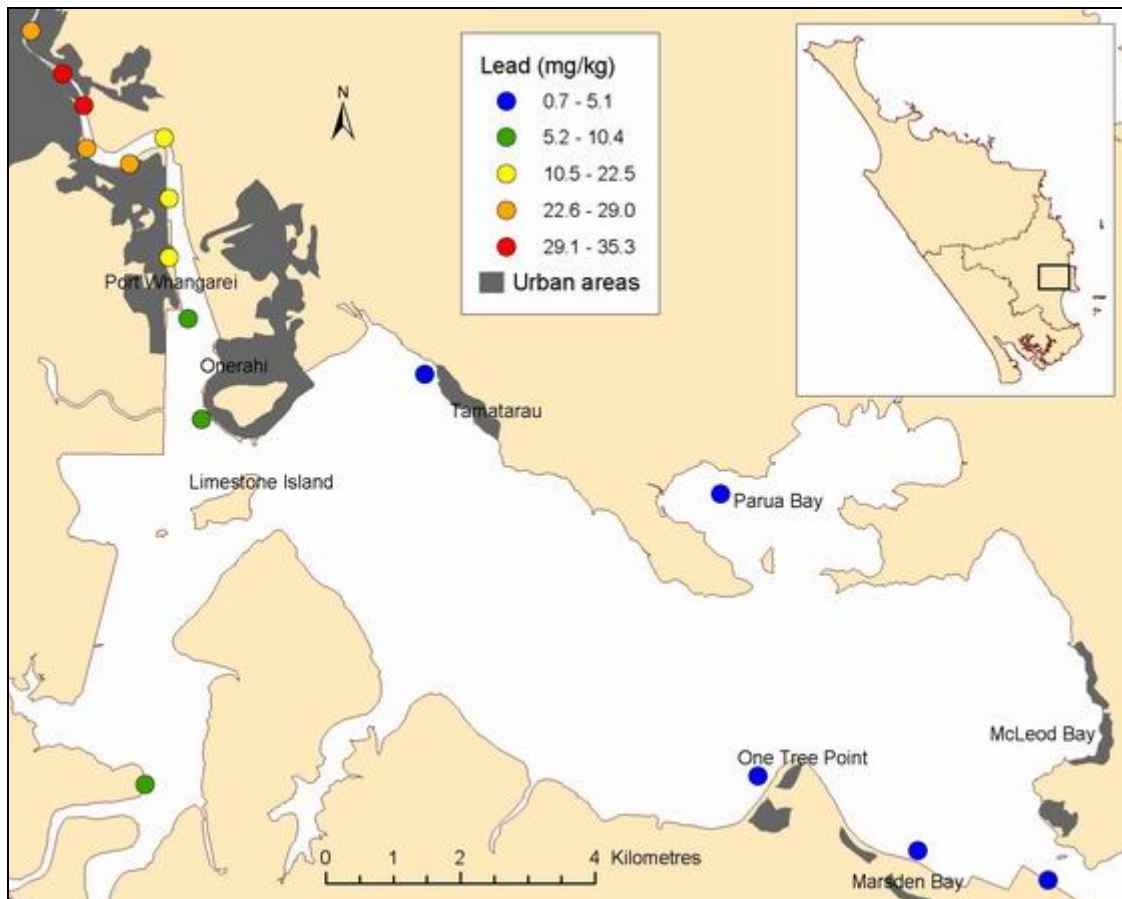 N
Lead (mg/kg)
0.7 - 5.1
5.2 - 10.4
10.5 - 22.5
22.6 - 29.0
29.1 - 35.3
Urban areas
Port Whangarei
Onerahi
Tamatarau
Limestone Island
Parua Bay
McLeod Bay
One Tree Point
Marsden Bay
0 1 2 4 Kilometres